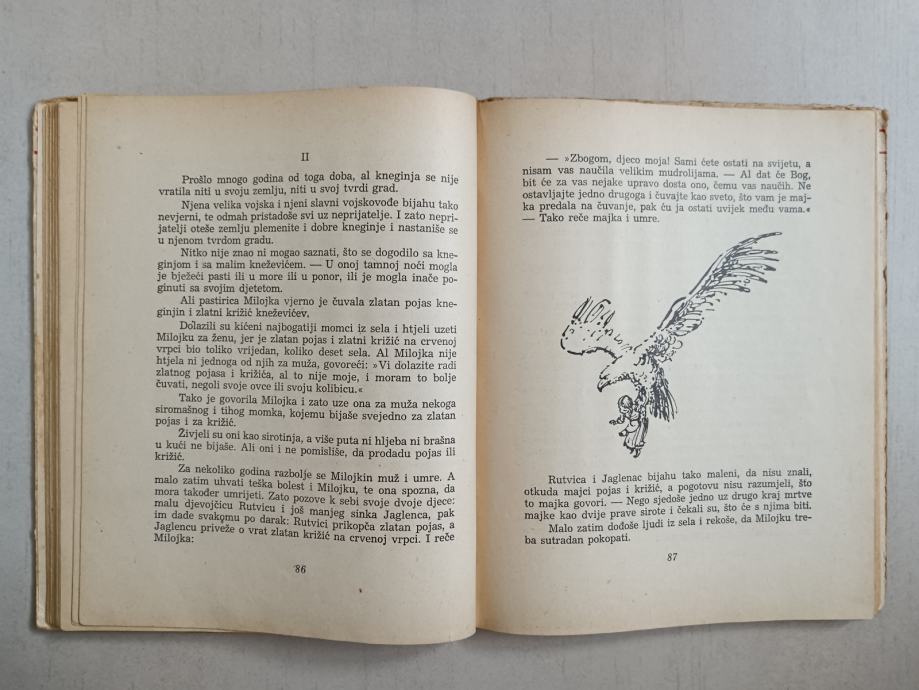 II
Prošlo mnogo godina od toga doba, al kneginja se nije
vratila niti u svoju zemlju, niti u svoj tvrdi grad.
Njena velika vojska i njeni slavni vojskovođe bijahu tako
nevjerni, te odmah pristadoše svi uz neprijatelje. I zato nepri-
jatelji oteše zemlju plemenite i dobre kneginje i nastaniše se
u njenom tvrdom gradu.
Nitko nije znao ni mogao saznati, što se dogodilo sa kne-
ginjom i sa malim kneževićem. — U onoj tamnoj noći mogla
je bježeći pasti ili u more ili u ponor, ili je mogla inače po-
ginuti sa svojim djetetom.
Ali pastirica Milojka vjerno je čuvala zlatan pojas kne-
ginjin i zlatni križić kneževićev.
Dolazili su kićeni najbogatiji momci iz sela i htjeli uzeti
Milojku za ženu, jer je zlatan pojas i zlatni križić na crvenoj
vrpci bio toliko vrijedan, koliko deset sela. Al Milojka nije
htjela ni jednoga od njih za muža, govoreći: »Vi dolazite radi
zlatnog pojasa i križića, al to nije moje, i moram to bolje
čuvati, negoli svoje ovce ili svoju kolibicu.«
Tako je govorila Milojka i zato uze ona za muža nekoga
siromašnog i tihog momka, kojemu bijaše svejedno za zlatan
pojas i za križić.
Živjeli su oni kao sirotinja, a više puta ni hljeba ni brašna
u kući ne bijaše. Ali oni i ne pomisliše, da prodadu pojas ili
križić.
Za nekoliko godina razbolje se Milojkin muž i umre. A
malo zatim uhvati teška bolest i Milojku, te ona spozna, da
mora također umrijeti. Zato pozove k sebi svoje dvoje djece:
malu djevojčicu Rutvicu i još manjeg sinka Jaglenca, pak
im dade svakomu po darak: Rutvici prikopča zlatan pojas, a
Jaglencu priveže o vrat zlatan križić na crvenoj vrpci. I reče
Milojka:
86
— »Zbogom, djeco moja! Sami ćete ostati na svijetu, a
nisam vas naučila velikim mudrolijama. — Al dat će Bog,
bit će za vas nejake upravo dosta ono, čemu vas naučih. Ne
ostavljajte jedno drugoga i čuvajte kao sveto, što vam je maj-
ka predala na čuvanje, pak ću ja ostati uvijek među vama.«
— Tako reče majka i umre.
Rutvica i Jaglenac bijahu tako maleni, da nisu znali,
otkuda majci pojas i križić, a pogotovu nisu razumjeli, što
to majka govori. — Nego sjedoše jedno uz drugo kraj mrtve
majke kao dvije prave sirote i čekali su, što će s njima biti.
Malo zatim dođoše ljudi iz sela i rekoše, da Milojku tre-
ba sutradan pokopati.
87